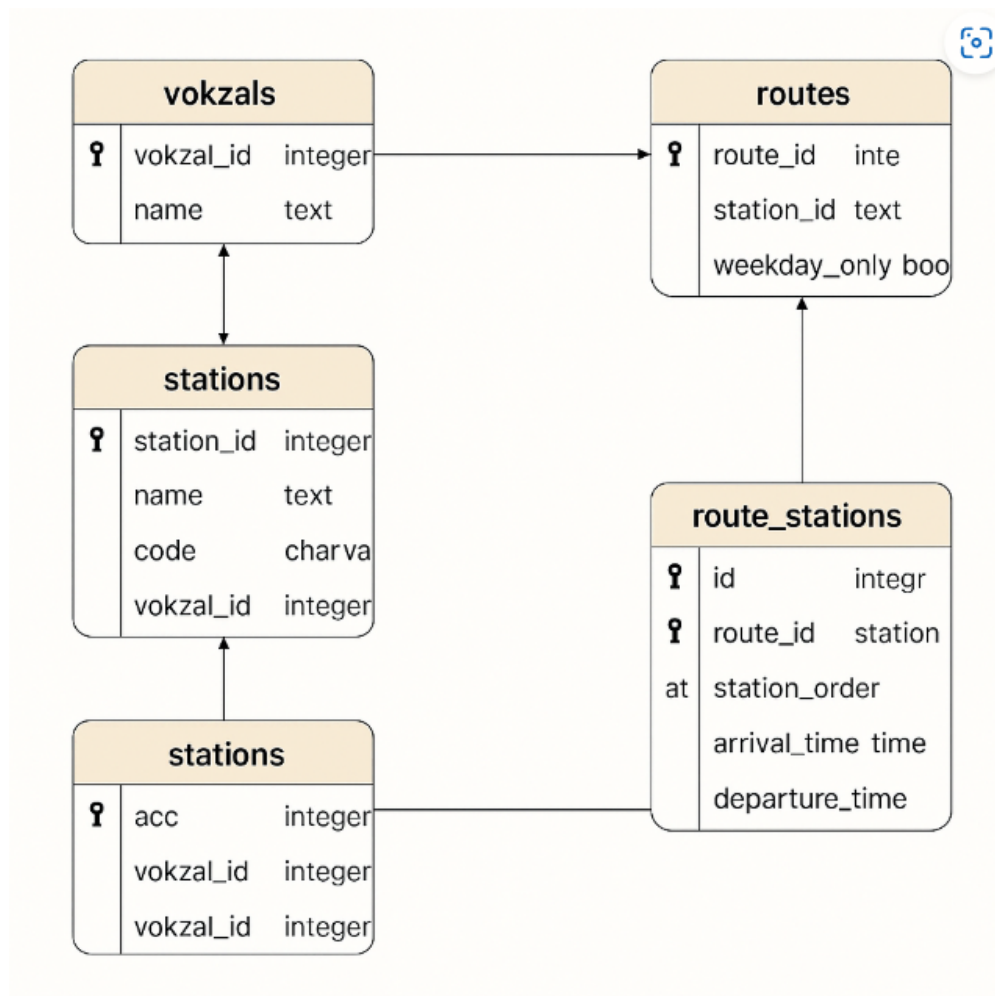 vokzals
vokzal_id integer
name text
routes
route_id inte
station_id text
weekday_only boo
stations
station_id integer
name text
code charva
vokzal_id integer
route_stations
id integr
route_id station
at station_order
arrival_time time
departure_time
stations
acc integer
vokzal_id integer
vokzal_id integer